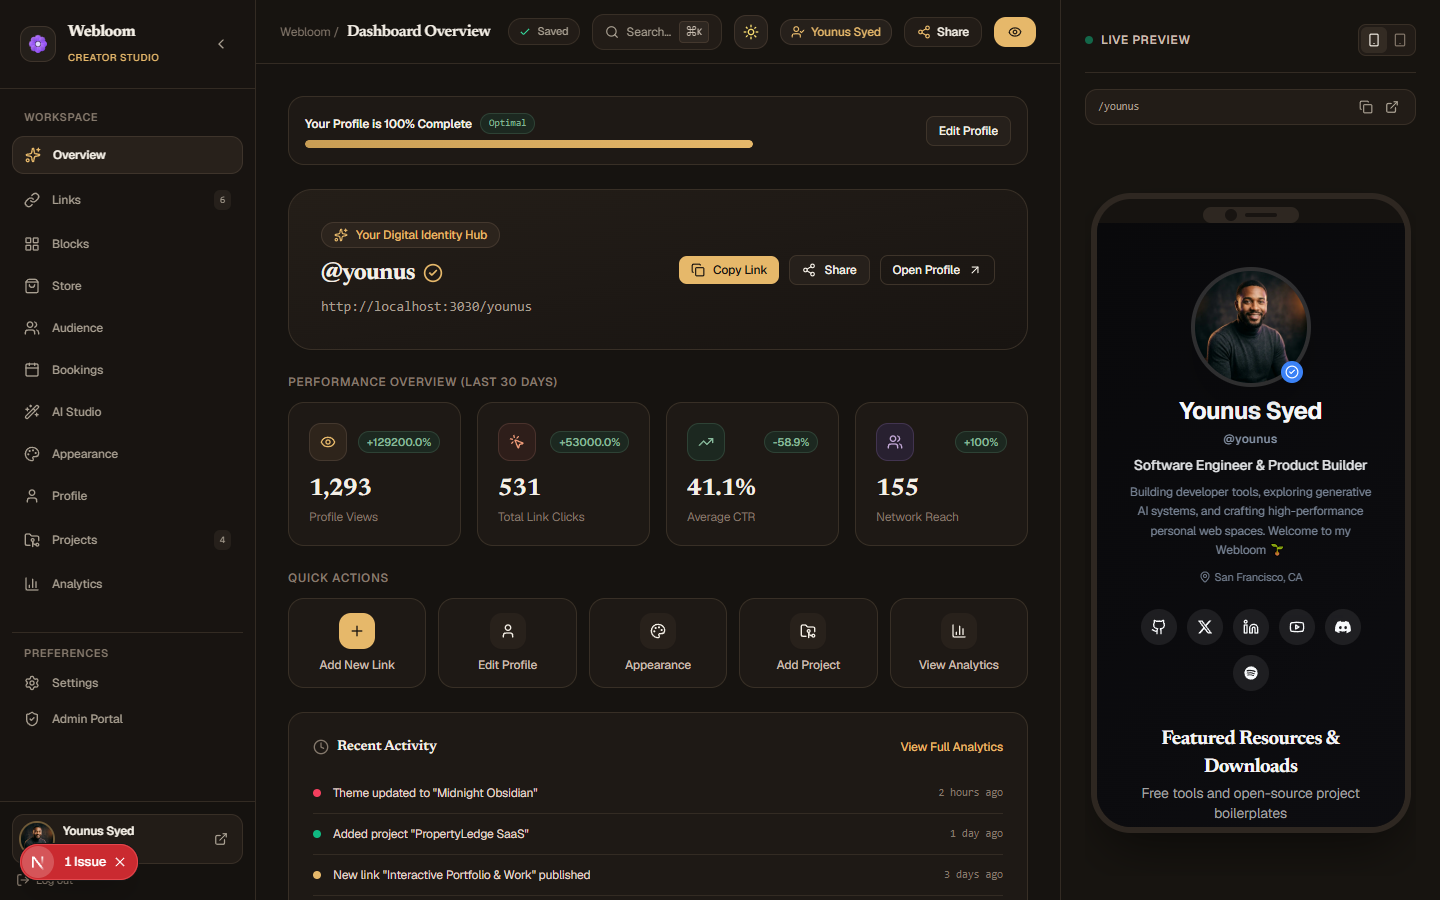 Webloom
CREATOR STUDIO
WORKSPACE
Overview
Links 6
Blocks
Store
Audience
Bookings
AI Studio
Appearance
Profile
Projects 4
Analytics
PREFERENCES
Settings
Admin Portal
Younus Syed
N 1 Issue
Log out
Webloom / Dashboard Overview
Saved
Search... ⌘K
Younus Syed
Share
Your Profile is 100% Complete Optimal
Edit Profile
Your Digital Identity Hub
@younus
http://localhost:3030/younus
Copy Link
Share
Open Profile
PERFORMANCE OVERVIEW (LAST 30 DAYS)
+129200.0%
1,293
Profile Views
+53000.0%
531
Total Link Clicks
-58.9%
41.1%
Average CTR
+100%
155
Network Reach
QUICK ACTIONS
Add New Link
Edit Profile
Appearance
Add Project
View Analytics
Recent Activity
View Full Analytics
Theme updated to "Midnight Obsidian" 2 hours ago
Added project "PropertyLedge SaaS" 1 day ago
New link "Interactive Portfolio & Work" published 3 days ago
LIVE PREVIEW
/younus
Younus Syed
@younus
Software Engineer & Product Builder
Building developer tools, exploring generative
AI systems, and crafting high-performance
personal web spaces. Welcome to my
Webloom
San Francisco, CA
Featured Resources &
Downloads
Free tools and open-source project
boilerplates